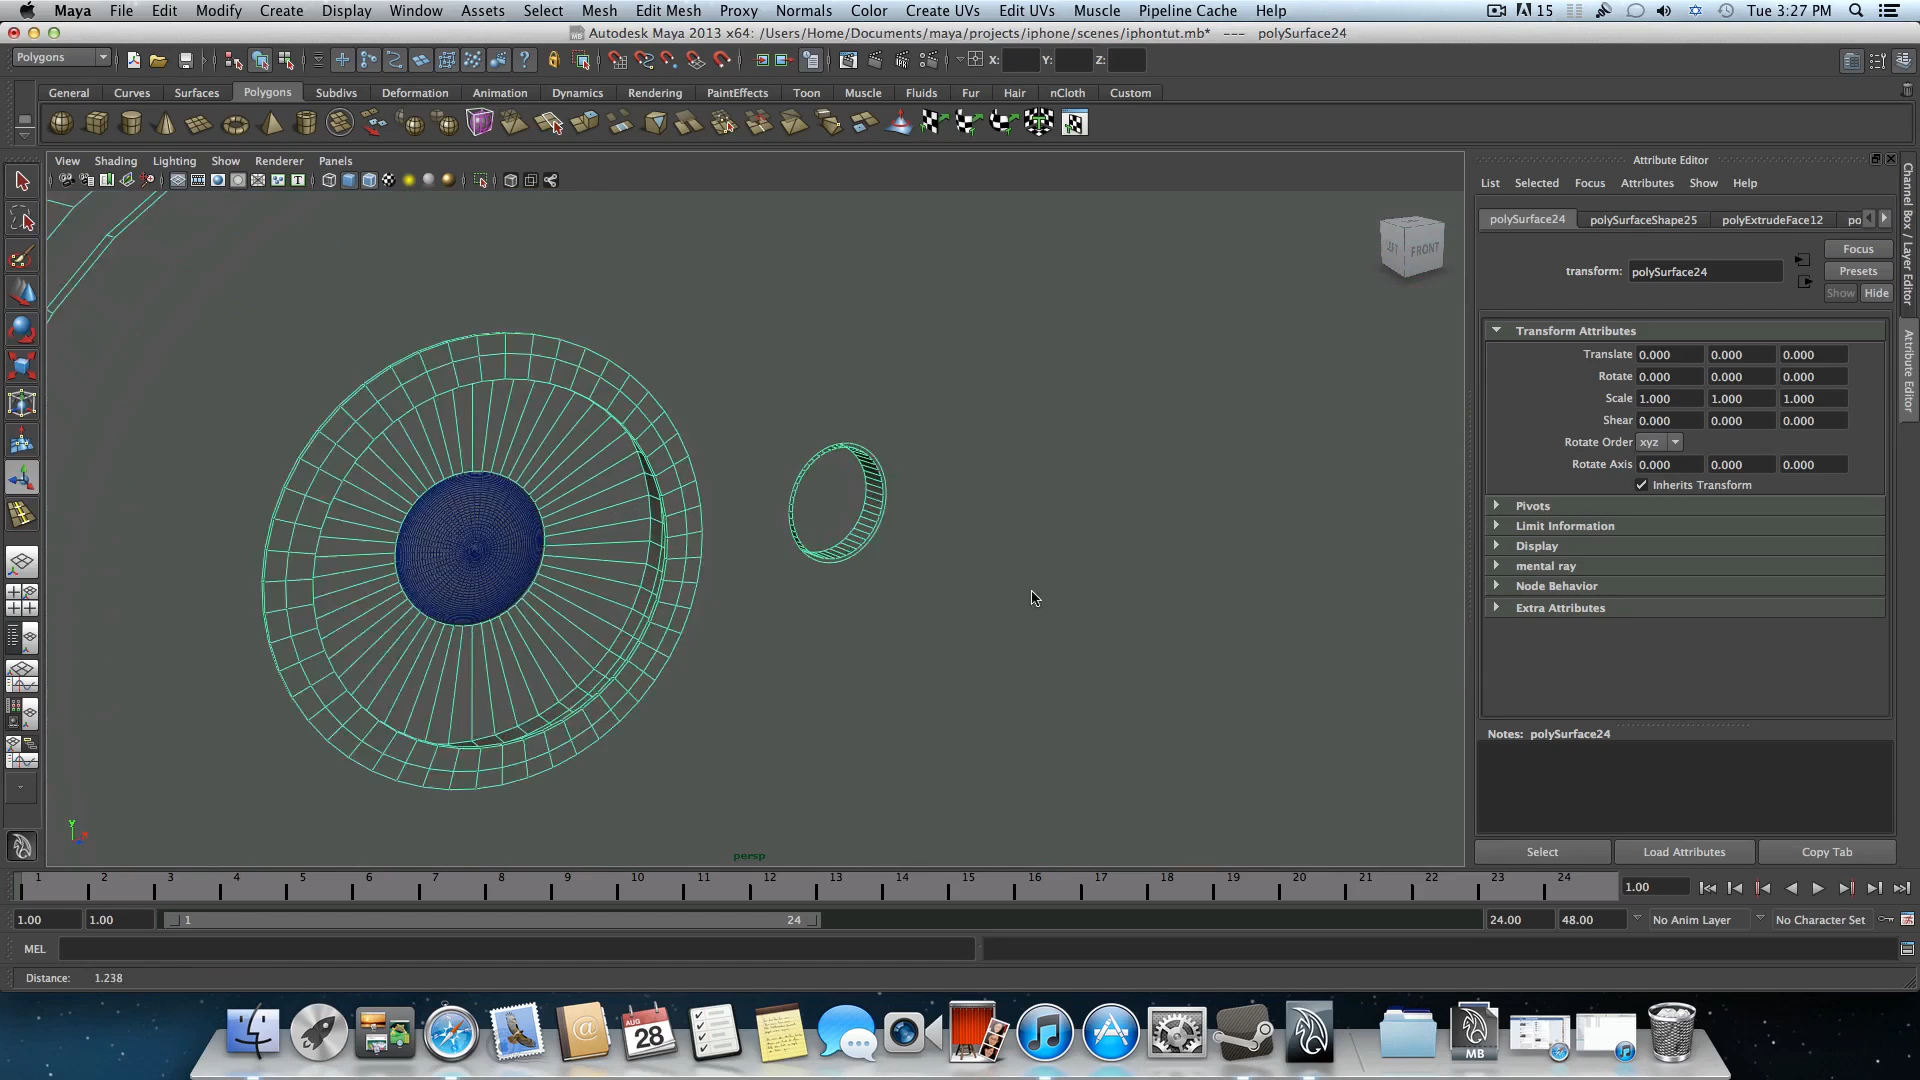 Maya File Edit Modify Create Display Window Assets Select Mesh Edit Mesh Proxy Normals Color Create UVs Edit UVs Muscle Pipeline Cache Help 15 Tue 3:27 PM
Autodesk Maya 2013 x64: /Users/Home/Documents/maya/projects/iphone/scenes/iphontut.mb* --- polySurface24
Polygons X: Y: Z:
General Curves Surfaces Polygons Subdivs Deformation Animation Dynamics Rendering PaintEffects Toon Muscle Fluids Fur Hair nCloth Custom
View Shading Lighting Show Renderer Panels
Attribute Editor
List Selected Focus Attributes Show Help
polySurface24 polySurfaceShape25 polyExtrudeFace12 po
Focus
transform: polySurface24
Presets
Show Hide
FRONT
Transform Attributes
Translate 0.000 0.000 0.000
Rotate 0.000 0.000 0.000
Scale 1.000 1.000 1.000
Shear 0.000 0.000 0.000
Rotate Order xyz
Rotate Axis 0.000 0.000 0.000
Inherits Transform
Pivots
Limit Information
Display
mental ray
Node Behavior
Extra Attributes
Notes: polySurface24
Select Load Attributes Copy Tab
Channel Box / Layer Editor
Attribute Editor
Y
persp
1 2 3 4 5 6 7 8 9 10 11 12 13 14 15 16 17 18 19 20 21 22 23 24 1.00
1.00 1.00 1 24 24.00 48.00 No Anim Layer No Character Set
MEL
Distance: 1.238
AUG
28
MB